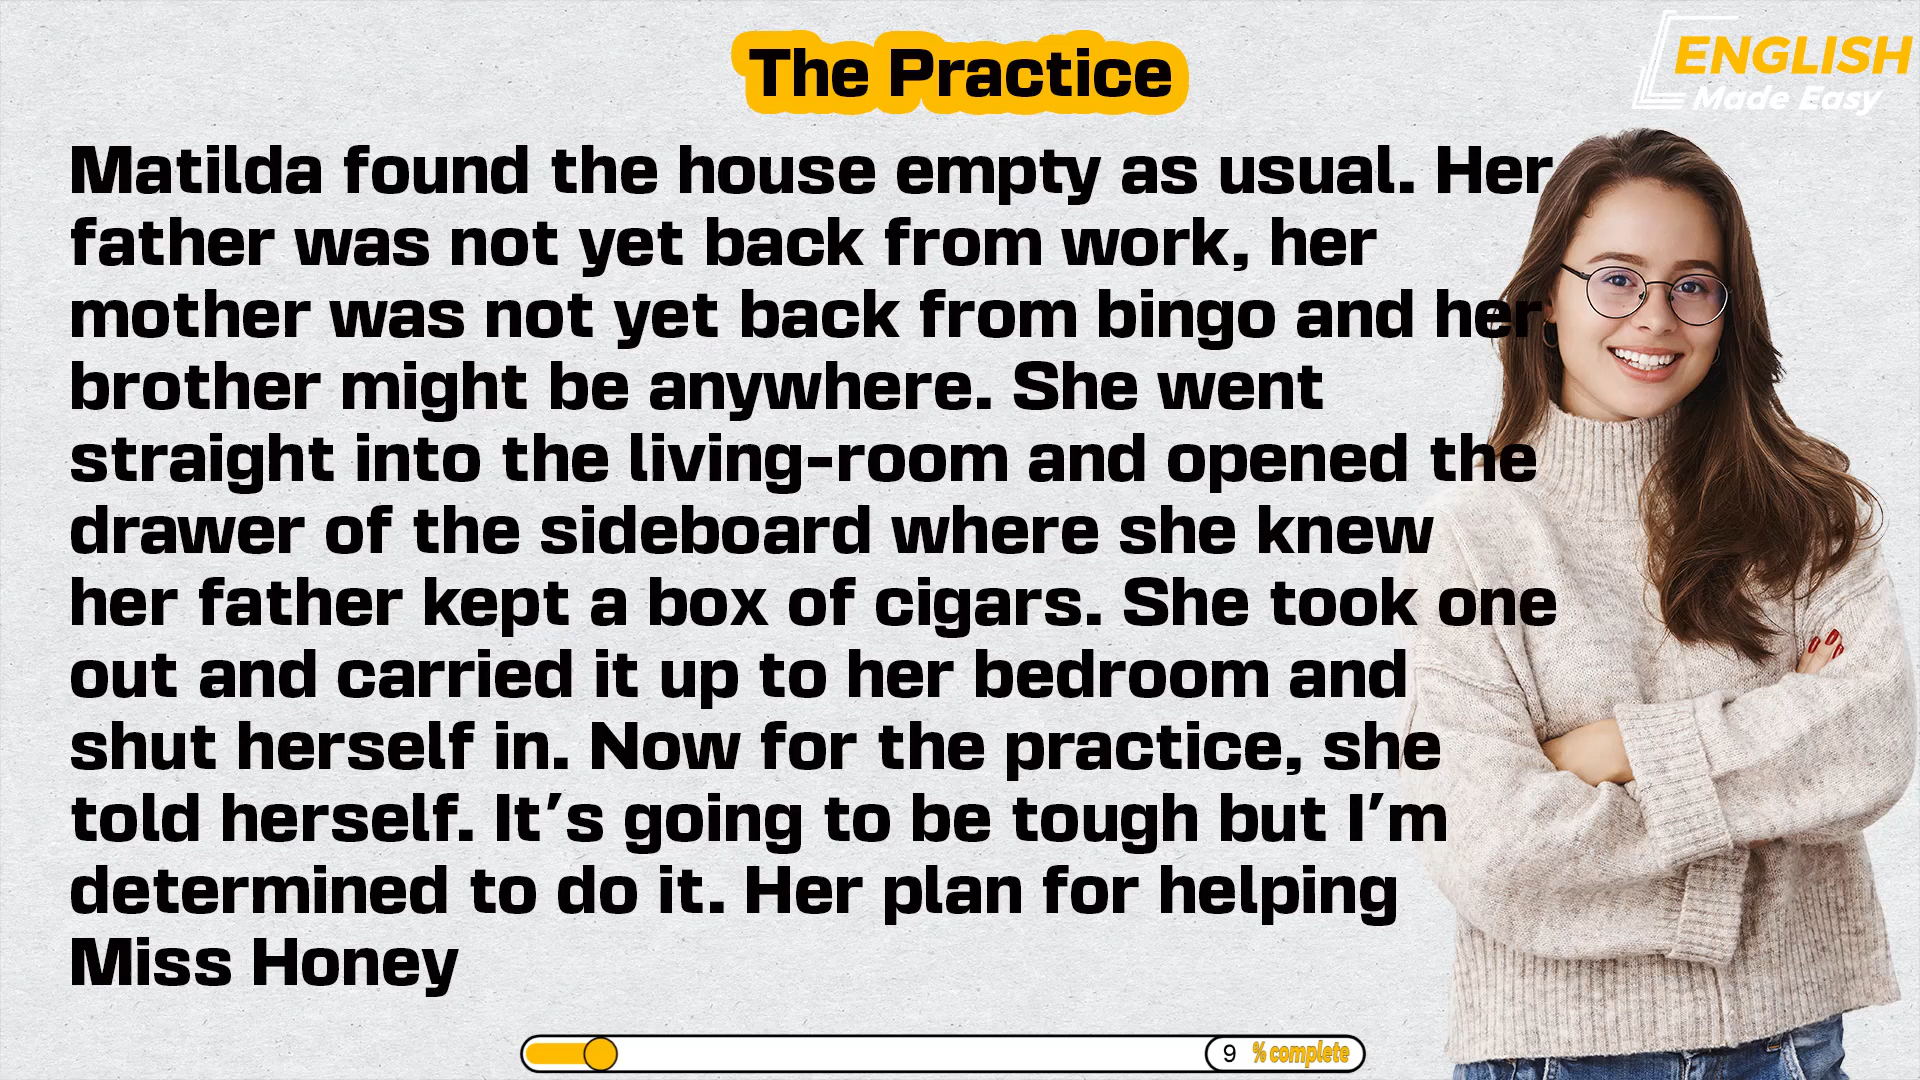 The Practice
ENGLISH
Made Easy
Matilda found the house empty as usual. Her
father was not yet back from work, her
mother was not yet back from bingo and her
brother might be anywhere. She went
straight into the living-room and opened the
drawer of the sideboard where she knew
her father kept a box of cigars. She took one
out and carried it up to her bedroom and
shut herself in. Now for the practice, she
told herself. It’s going to be tough but I’m
determined to do it. Her plan for helping
Miss Honey
9 % complete